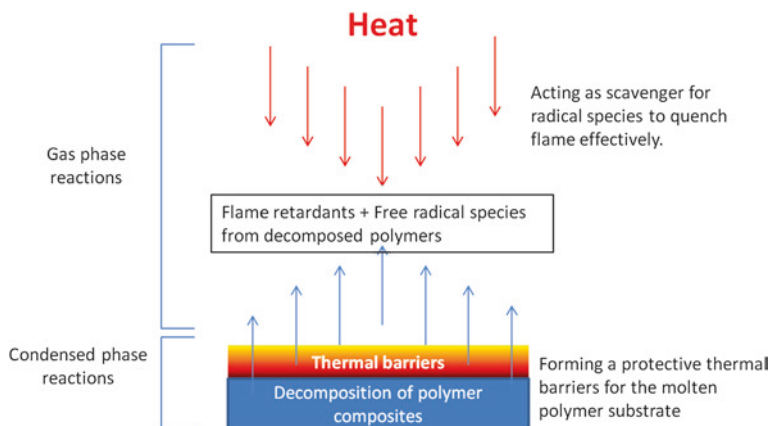 Heat
Acting as scavenger for
radical species to quench
flame effectively.
Gas phase
reactions
Flame retardants + Free radical species
from decomposed polymers
Condensed phase
reactions
Thermal barriers
Decomposition of polymer
composites
Forming a protective thermal
barriers for the molten
polymer substrate